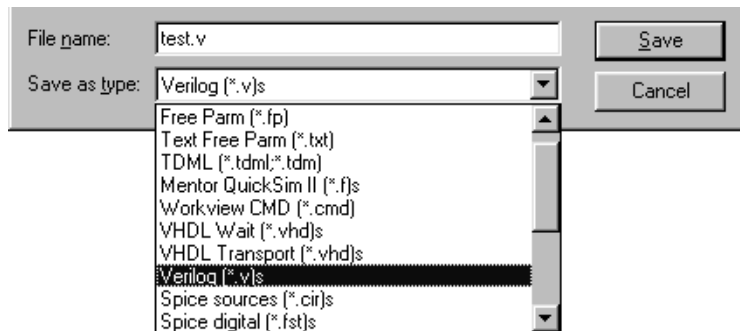 File name: test.v Save
Save as type: Verilog (*.v)s Cancel
Free Parm (*.fp)
Text Free Parm (*.txt)
TDML (*.tdml;*.tdm)
Mentor QuickSim II (*.f)s
Workview CMD (*.cmd)
VHDL Wait (*.vhd)s
VHDL Transport (*.vhd)s
Verilog (*.v)s
Spice sources (*.cir)s
Spice digital (*.fst)s